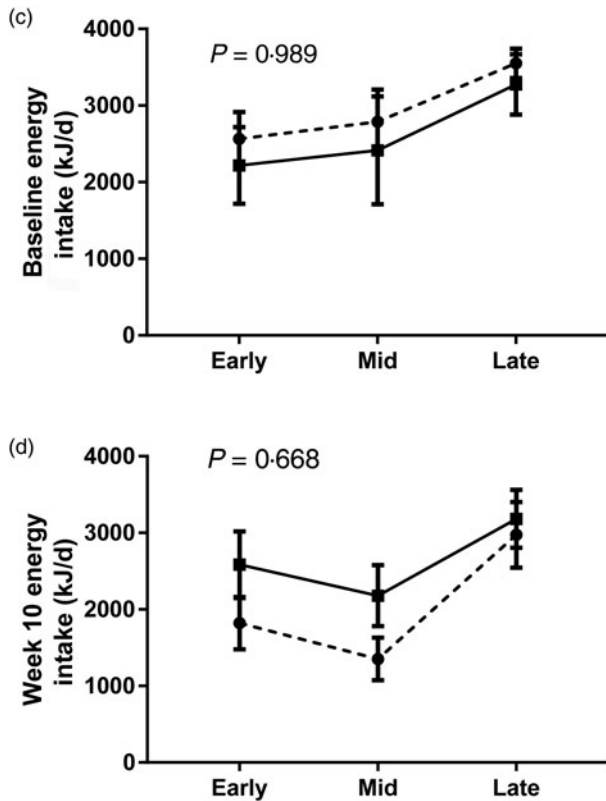 (c)
4000
P = 0·989
3000
2000
1000
0
Baseline energy
intake (kJ/d)
Early Mid Late
(d)
4000
P = 0·668
3000
2000
1000
0
Week 10 energy
intake (kJ/d)
Early Mid Late